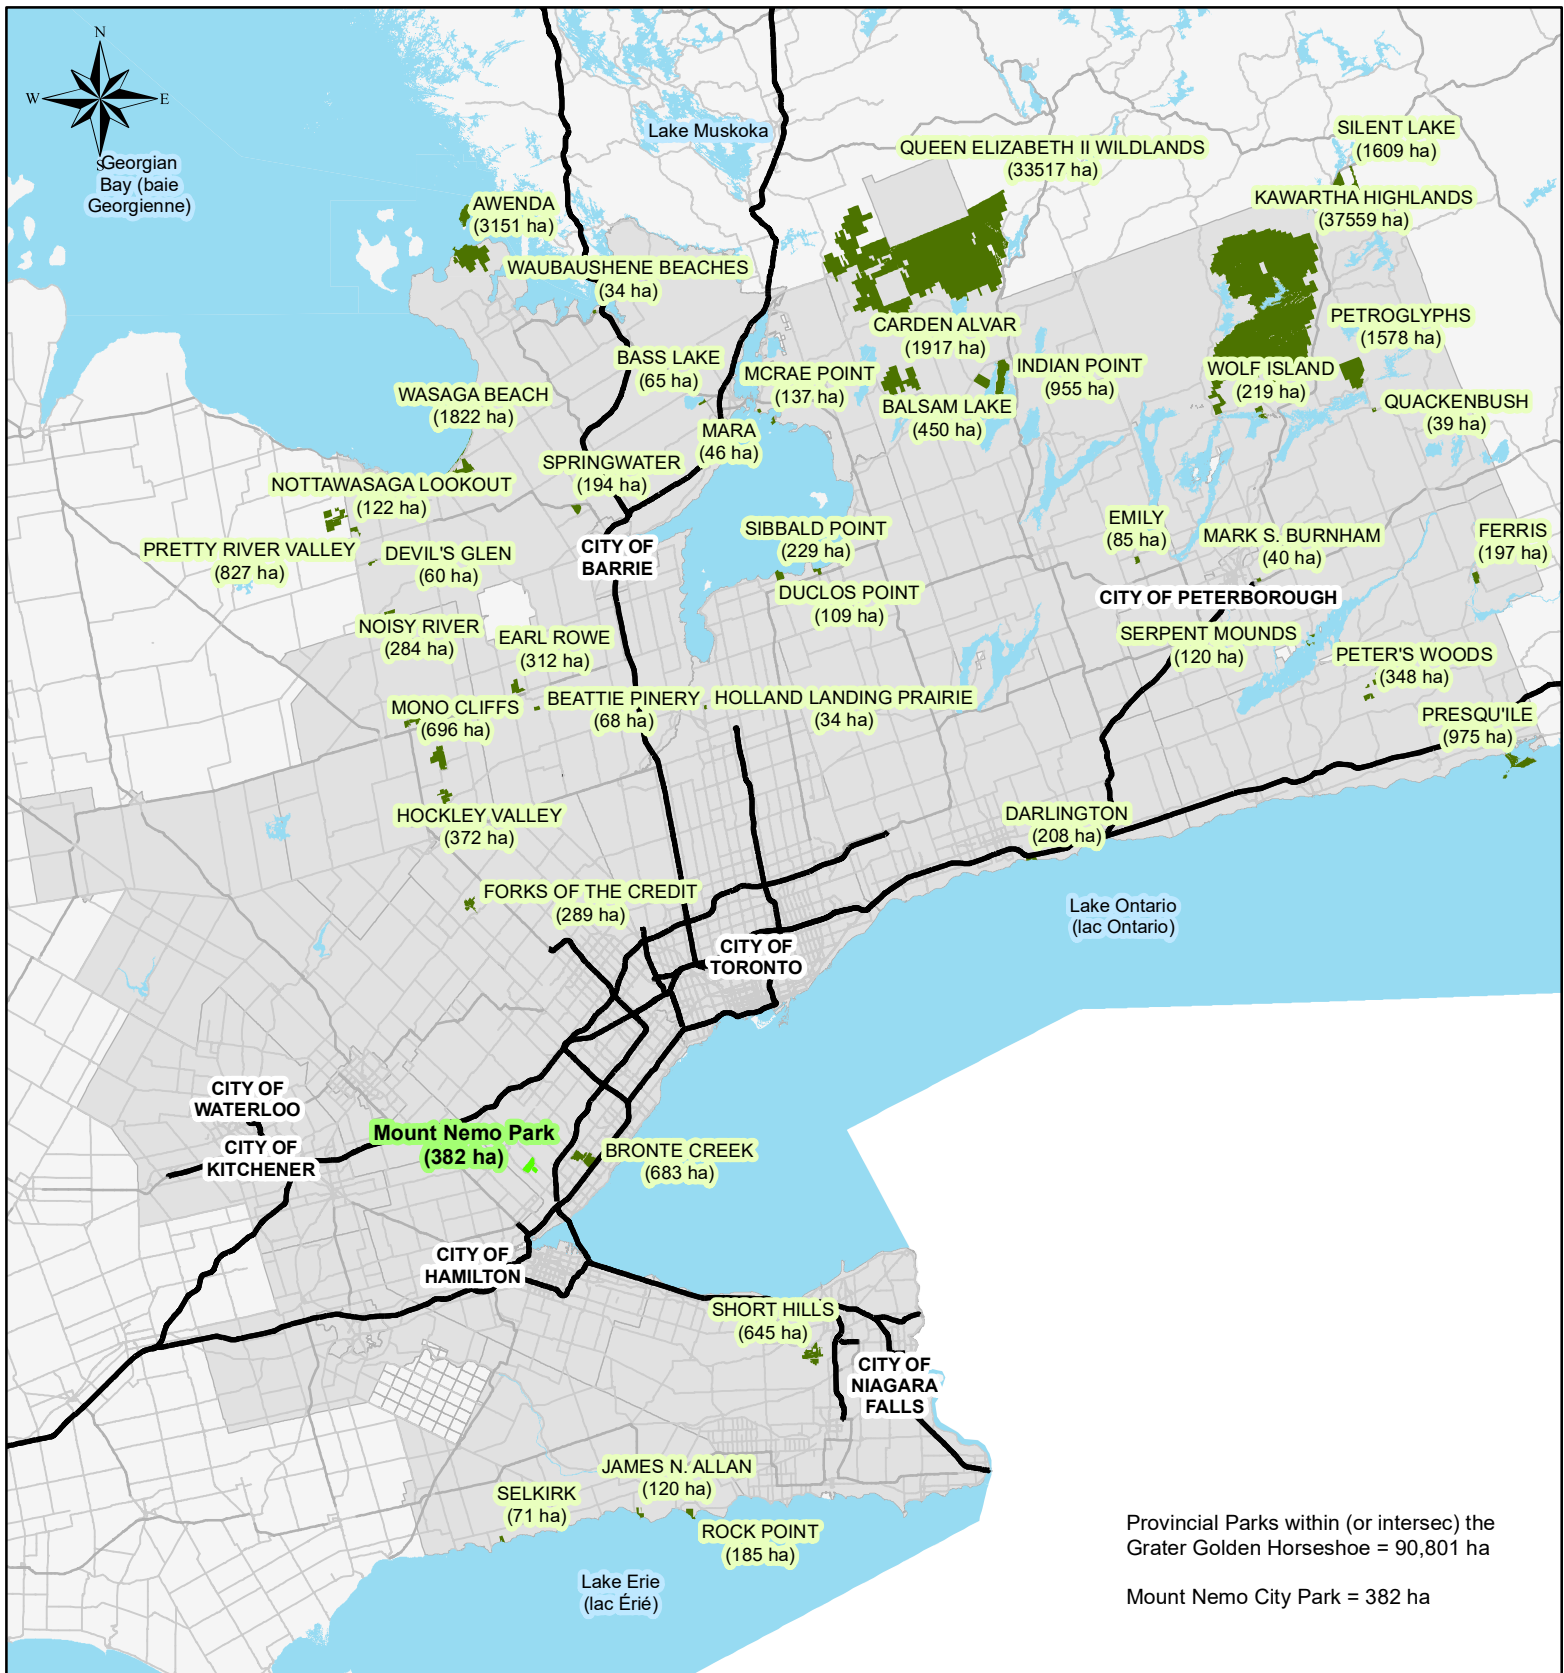 N
W
E
S
Georgian
Bay (baie
Georgienne)
Lake Muskoka
SILENT LAKE
(1609 ha)
QUEEN ELIZABETH II WILDLANDS
(33517 ha)
KAWARTHA HIGHLANDS
(37559 ha)
AWENDA
(3151 ha)
WAUBAUSHENE BEACHES
(34 ha)
CARDEN ALVAR
(1917 ha)
PETROGLYPHS
(1578 ha)
BASS LAKE
(65 ha)
MCRAE POINT
(137 ha)
INDIAN POINT
(955 ha)
WOLF ISLAND
(219 ha)
WASAGA BEACH
(1822 ha)
BALSAM LAKE
(450 ha)
QUACKENBUSH
(39 ha)
MARA
(46 ha)
SPRINGWATER
(194 ha)
NOTTAWASAGA LOOKOUT
(122 ha)
SIBBALD POINT
(229 ha)
EMILY
(85 ha)
MARK S. BURNHAM
(40 ha)
FERRIS
(197 ha)
PRETTY RIVER VALLEY
(827 ha)
DEVIL'S GLEN
(60 ha)
CITY OF
BARRIE
DUCLOS POINT
(109 ha)
CITY OF PETERBOROUGH
NOISY RIVER
(284 ha)
EARL ROWE
(312 ha)
SERPENT MOUNDS
(120 ha)
PETER'S WOODS
(348 ha)
MONO CLIFFS
(696 ha)
BEATTIE PINERY
(68 ha)
HOLLAND LANDING PRAIRIE
(34 ha)
PRESQU'ILE
(975 ha)
HOCKLEY VALLEY
(372 ha)
DARLINGTON
(208 ha)
FORKS OF THE CREDIT
(289 ha)
Lake Ontario
(lac Ontario)
CITY OF
TORONTO
CITY OF
WATERLOO
CITY OF
KITCHENER
Mount Nemo Park
(382 ha)
BRONTE CREEK
(683 ha)
CITY OF
HAMILTON
SHORT HILLS
(645 ha)
CITY OF
NIAGARA
FALLS
JAMES N. ALLAN
(120 ha)
SELKIRK
(71 ha)
ROCK POINT
(185 ha)
Lake Erie
(lac Érié)
Provincial Parks within (or intersec) the
Grater Golden Horseshoe = 90,801 ha
Mount Nemo City Park = 382 ha